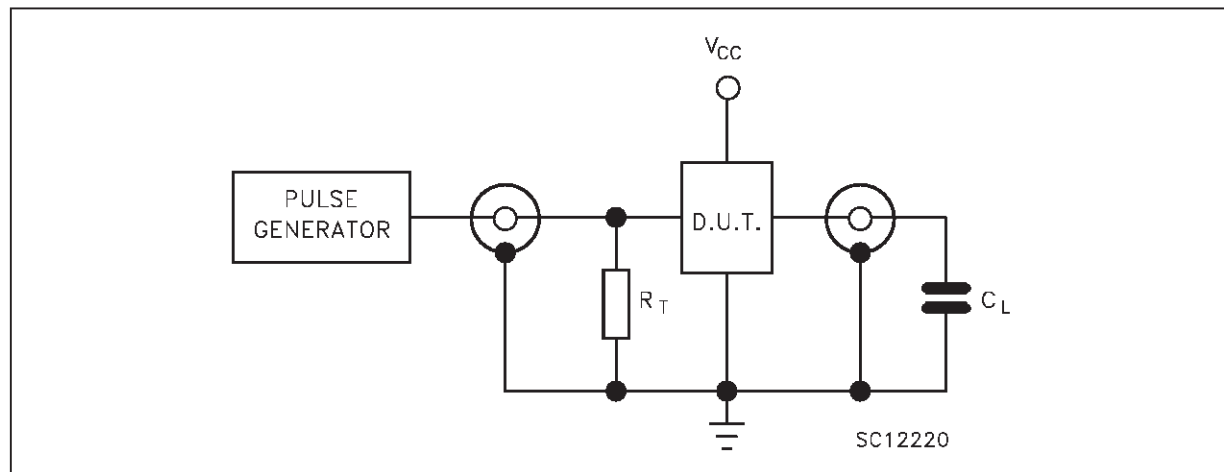 VCC
PULSE
GENERATOR
D.U.T.
RT
CL
SC12220